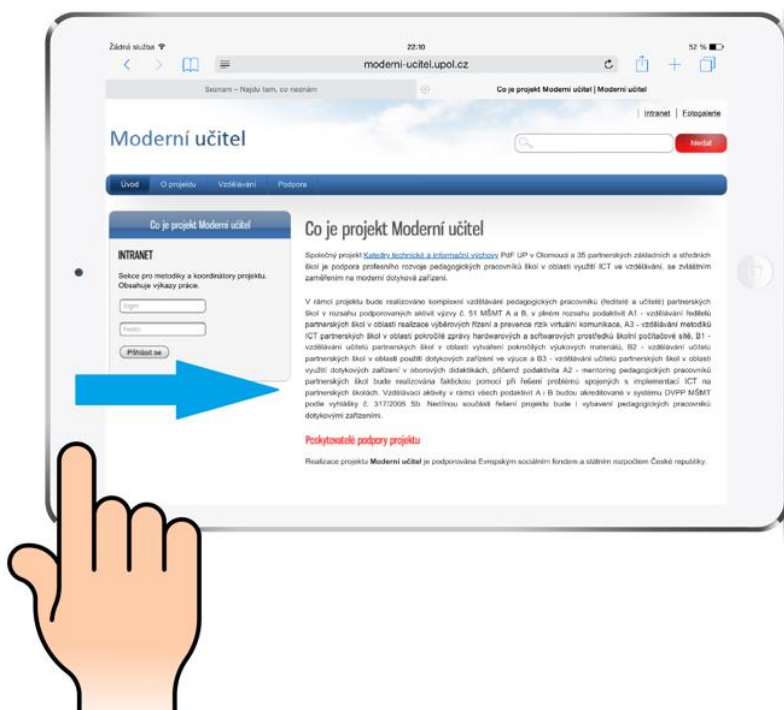 Žádná služba 22:10 52 %
moderni-ucitel.upol.cz
Seznam – Najdu tam, co neznám Co je projekt Moderní učitel | Moderní učitel
Intranet | Fotogalerie
Moderní učitel
Hledat
Úvod O projektu Vzdělávání Podpora
Co je projekt Moderní učitel
INTRANET
Sekce pro metodiky a koordinátory projektu.
Obsahuje výkazy práce.
login
heslo
Přihlásit se
Co je projekt Moderní učitel
Společný projekt Katedry technické a informační výchovy PdF UP v Olomouci a 35 partnerských základních a středních
škol je podpora profesního rozvoje pedagogických pracovníků škol v oblasti využití ICT ve vzdělávání, se zvláštním
zaměřením na moderní dotyková zařízení.
V rámci projektu bude realizováno komplexní vzdělávání pedagogických pracovníků (ředitelé a učitelé) partnerských
škol v rozsahu podporovaných aktivit výzvy č. 51 MŠMT A a B, v plném rozsahu podaktivit A1 - vzdělávání ředitelů
partnerských škol v oblasti realizace výběrových řízení a prevence rizik virtuální komunikace, A3 - vzdělávání metodiků
ICT partnerských škol v oblasti pokročilé zprávy hardwarových a softwarových prostředků školní počítačové sítě, B1 -
vzdělávání učitelů partnerských škol v oblasti vytváření pokročilých výukových materiálů, B2 - vzdělávání učitelů
partnerských škol v oblasti použití dotykových zařízení ve výuce a B3 - vzdělávání učitelů partnerských škol v oblasti
využití dotykových zařízení v oborových didaktikách, přičemž podaktivita A2 - mentoring pedagogických pracovníků
partnerských škol bude realizována faktickou pomocí při řešení problémů spojených s implementací ICT na
partnerských školách. Vzdělávací aktivity v rámci všech podaktivit A i B budou akreditované v systému DVPP MŠMT
podle vyhlášky č. 317/2005 Sb. Nedílnou součástí řešení projektu bude i vybavení pedagogických pracovníků
dotykovými zařízeními.
Poskytovatelé podpory projektu
Realizace projektu Moderní učitel je podporována Evropským sociálním fondem a státním rozpočtem České republiky.